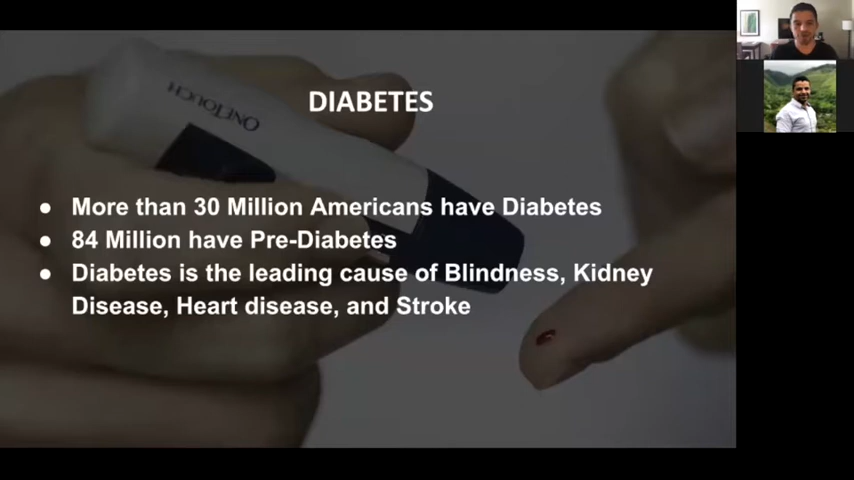 DIABETES
ONETOUCH
● More than 30 Million Americans have Diabetes
● 84 Million have Pre-Diabetes
● Diabetes is the leading cause of Blindness, Kidney
Disease, Heart disease, and Stroke